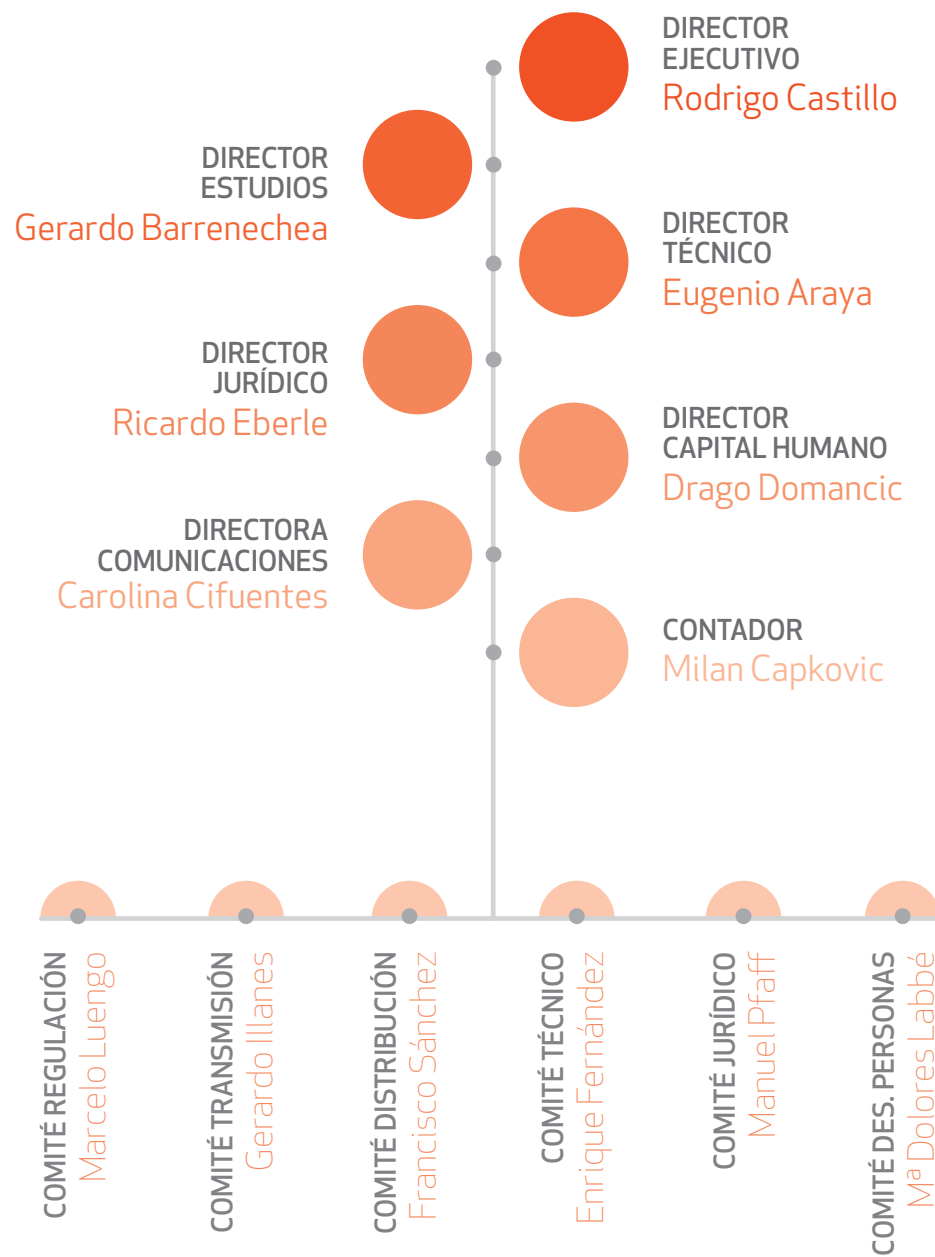 DIRECTOR
EJECUTIVO
Rodrigo Castillo
DIRECTOR
ESTUDIOS
Gerardo Barrenechea
DIRECTOR
TÉCNICO
Eugenio Araya
DIRECTOR
JURÍDICO
Ricardo Eberle
DIRECTOR
CAPITAL HUMANO
Drago Domancic
DIRECTORA
COMUNICACIONES
Carolina Cifuentes
CONTADOR
Milan Capkovic
COMITÉ REGULACIÓN
Marcelo Luengo
COMITÉ TRANSMISIÓN
Gerardo Illanes
COMITÉ DISTRIBUCIÓN
Francisco Sánchez
COMITÉ TÉCNICO
Enrique Fernández
COMITÉ JURÍDICO
Manuel Pfaff
COMITÉ DES. PERSONAS
Mª Dolores Labbé